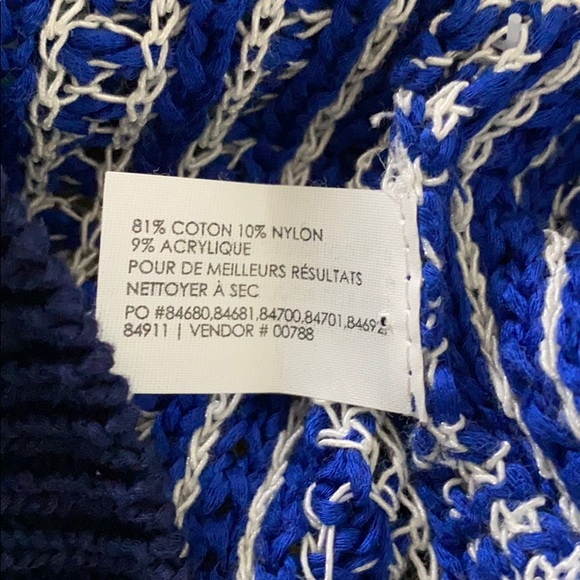 81% COTON 10% NYLON
9% ACRYLIQUE
POUR DE MEILLEURS RÉSULTATS
NETTOYER À SEC
PO #84680,84681,84700,84701,84692,
84911 | VENDOR # 00788